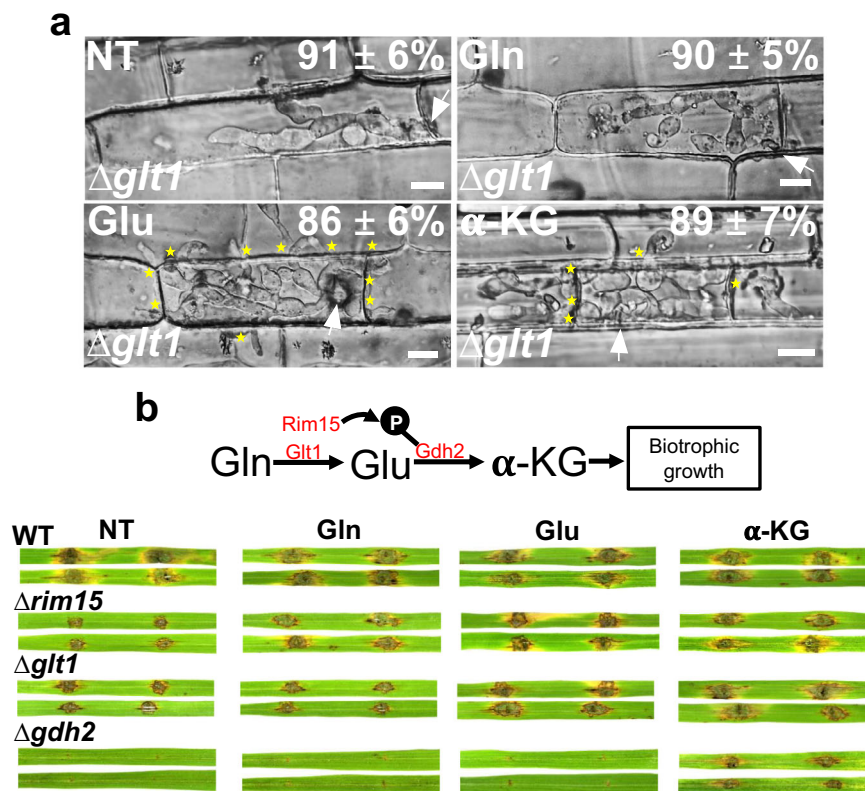 a
NT 91 ± 6%
Δglt1
Gln 90 ± 5%
Glu 86 ± 6%
Δglt1
α-KG 89 ± 7%
Δglt1
b
Rim15 P
Gln Glt1 Glu Gdh2 α-KG Biotrophic
growth
NT Gln Glu α-KG
WT
Δrim15
Δglt1
Δgdh2